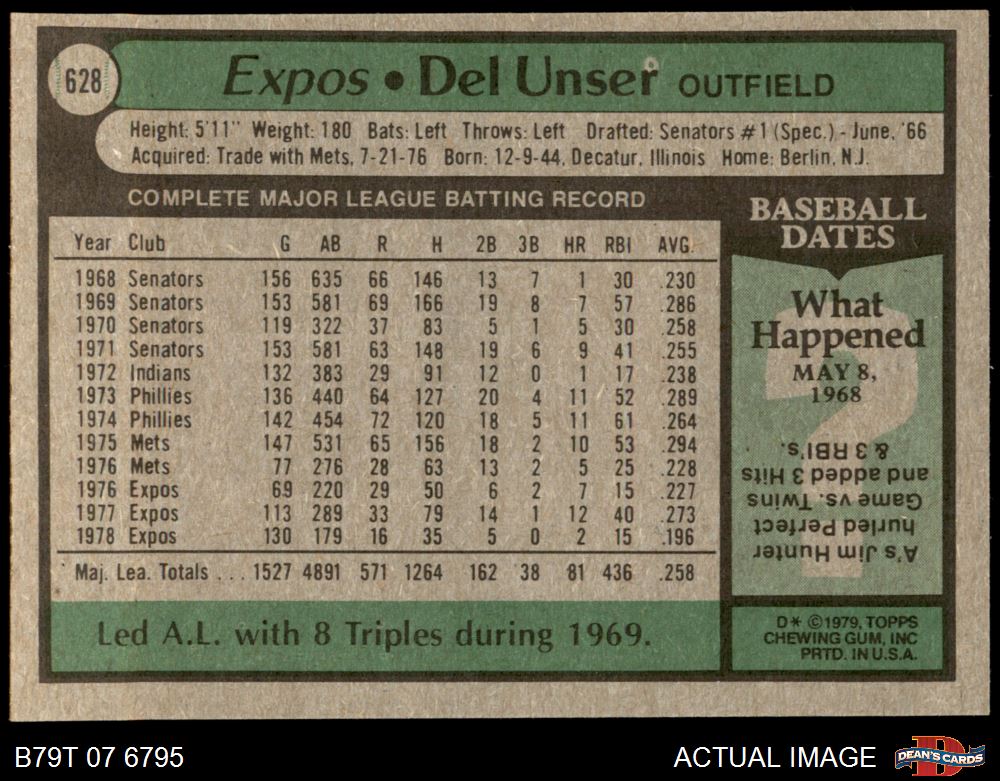 628
Expos • Del Unser OUTFIELD
Height: 5'11" Weight: 180 Bats: Left Throws: Left Drafted: Senators #1 (Spec.) - June, '66
Acquired: Trade with Mets, 7-21-76 Born: 12-9-44, Decatur, Illinois Home: Berlin, N.J.
COMPLETE MAJOR LEAGUE BATTING RECORD
Year Club G AB R H 2B 3B HR RBI AVG.
1968 Senators 156 635 66 146 13 7 1 30 .230
1969 Senators 153 581 69 166 19 8 7 57 .286
1970 Senators 119 322 37 83 5 1 5 30 .258
1971 Senators 153 581 63 148 19 6 9 41 .255
1972 Indians 132 383 29 91 12 0 1 17 .238
1973 Phillies 136 440 64 127 20 4 11 52 .289
1974 Phillies 142 454 72 120 18 5 11 61 .264
1975 Mets 147 531 65 156 18 2 10 53 .294
1976 Mets 77 276 28 63 13 2 5 25 .228
1976 Expos 69 220 29 50 6 2 7 15 .227
1977 Expos 113 289 33 79 14 1 12 40 .273
1978 Expos 130 179 16 35 5 0 2 15 .196
Maj. Lea. Totals ... 1527 4891 571 1264 162 38 81 436 .258
Led A.L. with 8 Triples during 1969.
BASEBALL
DATES
What
Happened
MAY 8,
1968
?
A's Jim Hunter
hurled Perfect
Game vs. Twins
and added 3 Hits
& 3 RBI's.
D* ©1979, TOPPS
CHEWING GUM, INC
PRTD. IN U.S.A.
B79T 07 6795
ACTUAL IMAGE
D
DEAN'S CARDS